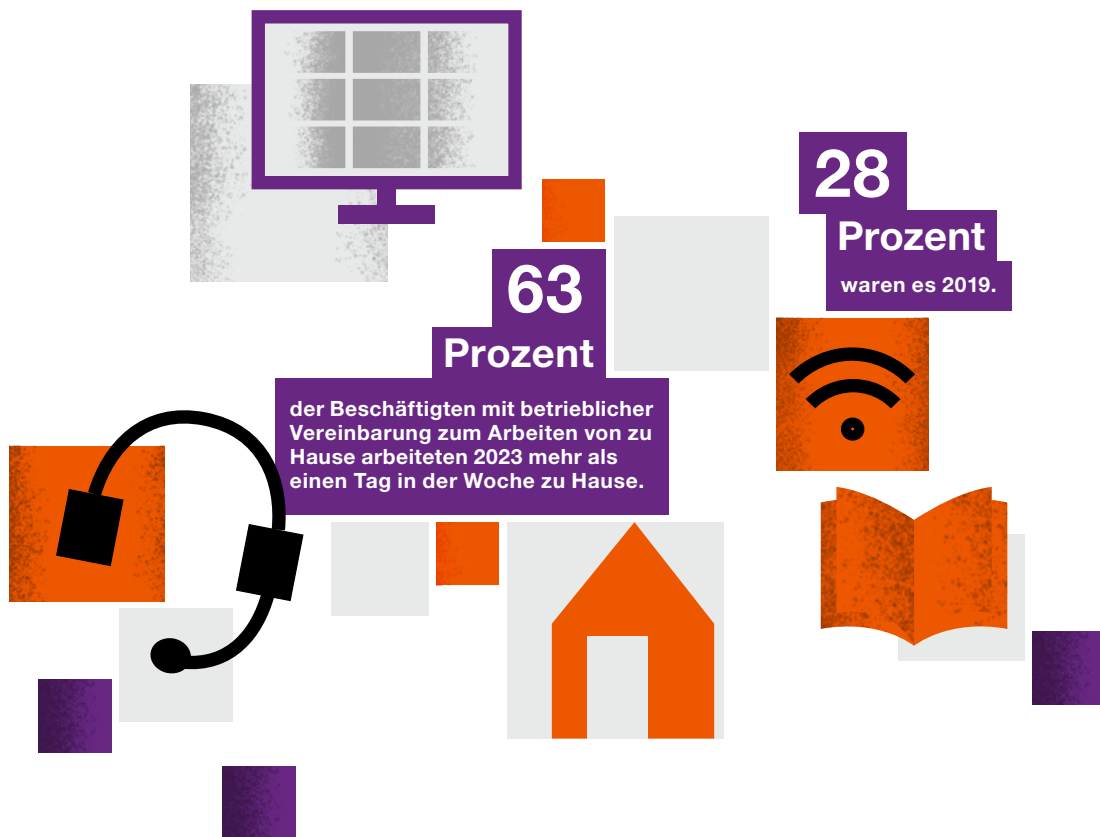 63
Prozent
der Beschäftigten mit betrieblicher
Vereinbarung zum Arbeiten von zu
Hause arbeiteten 2023 mehr als
einen Tag in der Woche zu Hause.
28
Prozent
waren es 2019.